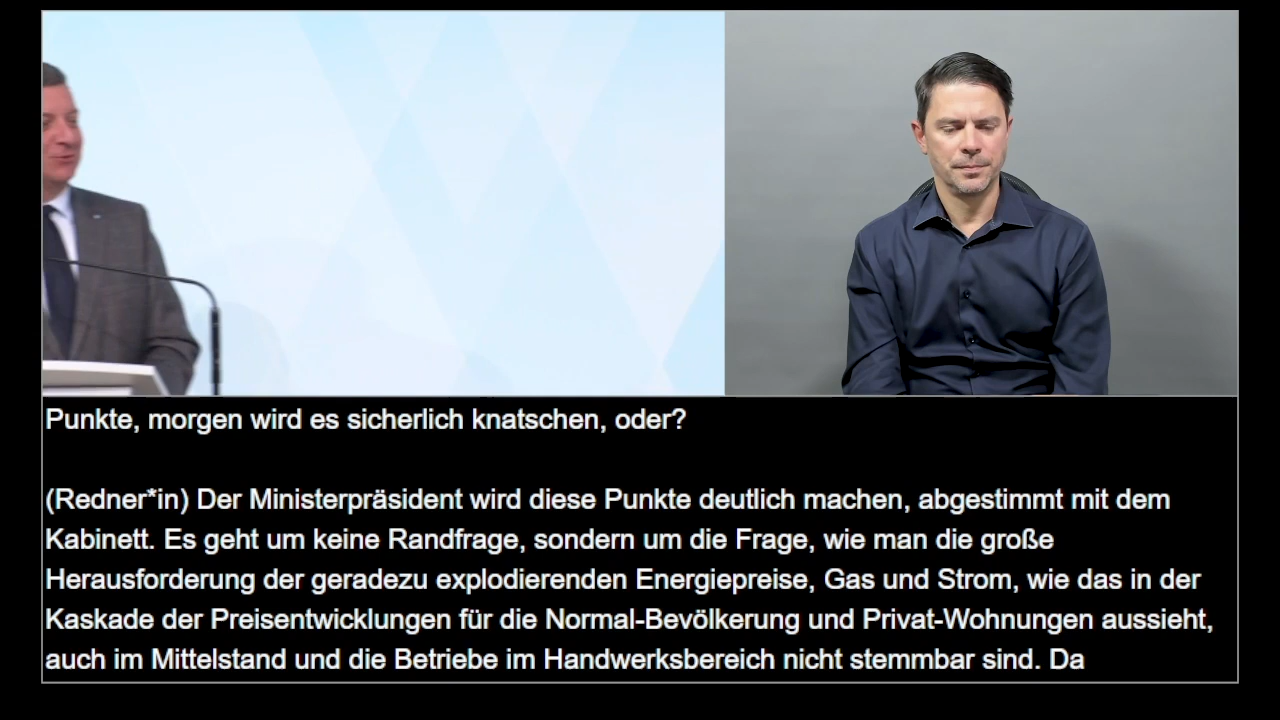 Punkte, morgen wird es sicherlich knatschen, oder?
(Redner*in) Der Ministerpräsident wird diese Punkte deutlich machen, abgestimmt mit dem
Kabinett. Es geht um keine Randfrage, sondern um die Frage, wie man die große
Herausforderung der geradezu explodierenden Energiepreise, Gas und Strom, wie das in der
Kaskade der Preisentwicklungen für die Normal-Bevölkerung und Privat-Wohnungen aussieht,
auch im Mittelstand und die Betriebe im Handwerksbereich nicht stemmbar sind. Da